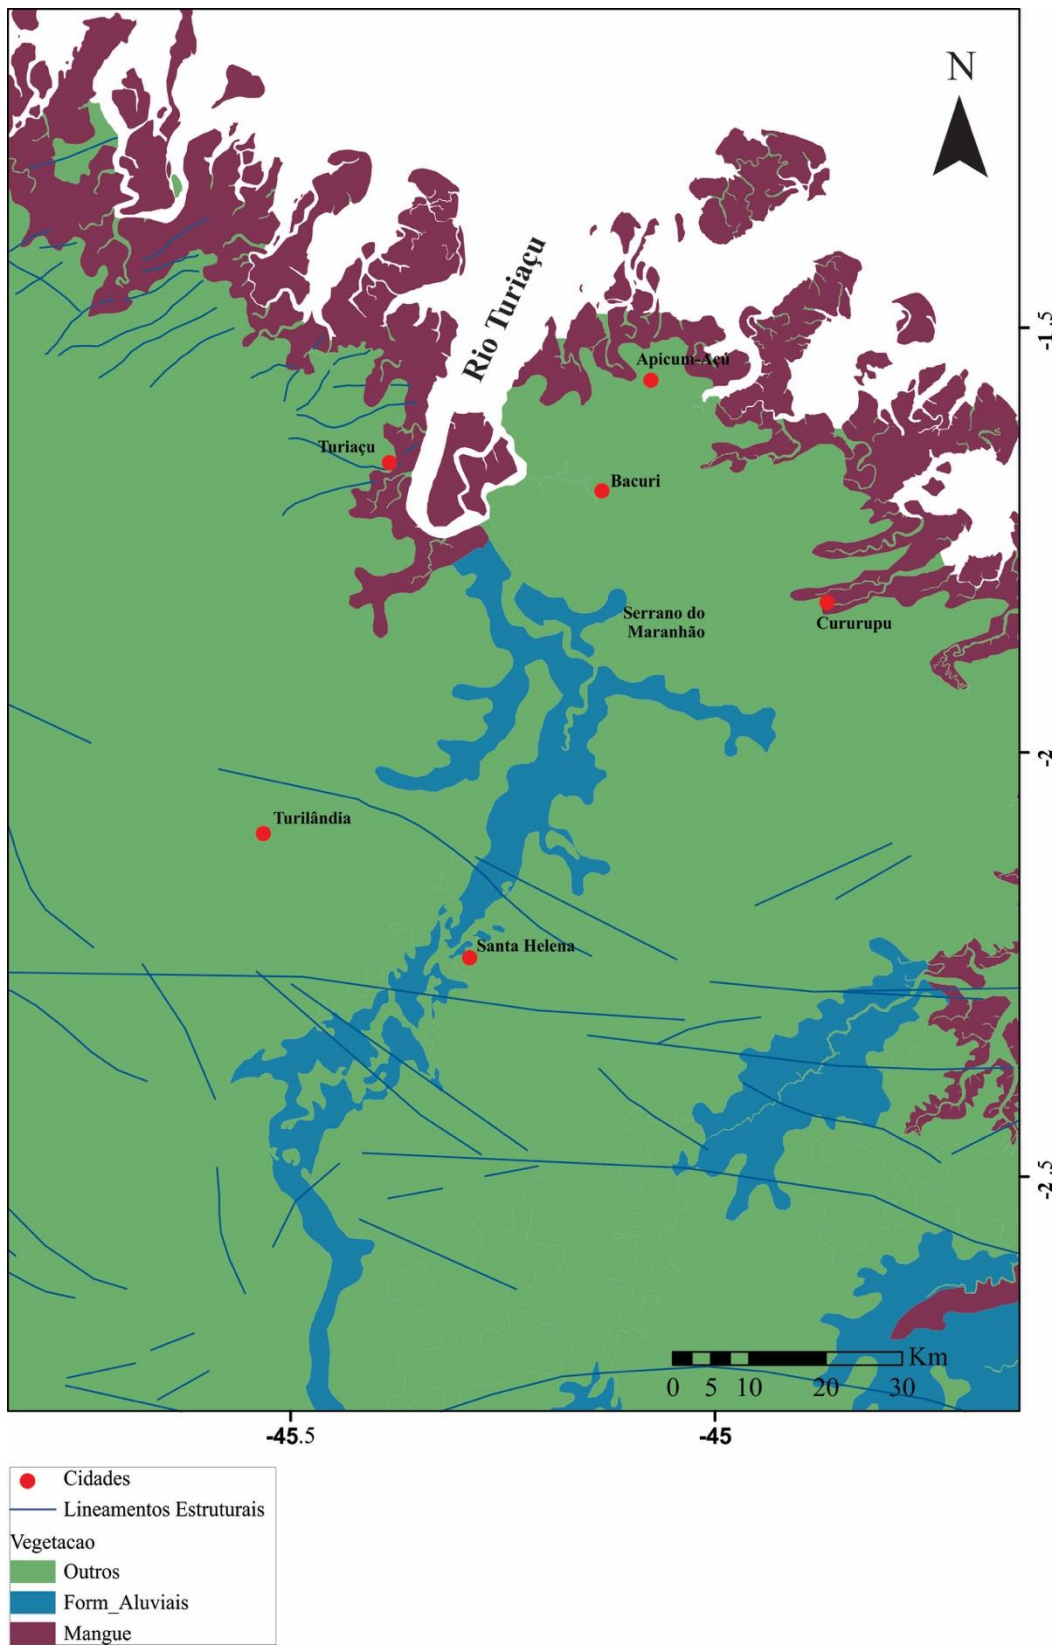 N
Rio Turiaçu
-1.5
Apicum-Açú
Turiaçu
Bacuri
Serrano do
Maranhão
Cururupu
-2
Turilândia
Santa Helena
-2.5
Km
0 5 10 20 30
-45.5 -45
Cidades
Lineamentos Estruturais
Vegetacao
Outros
Form_Aluviais
Mangue